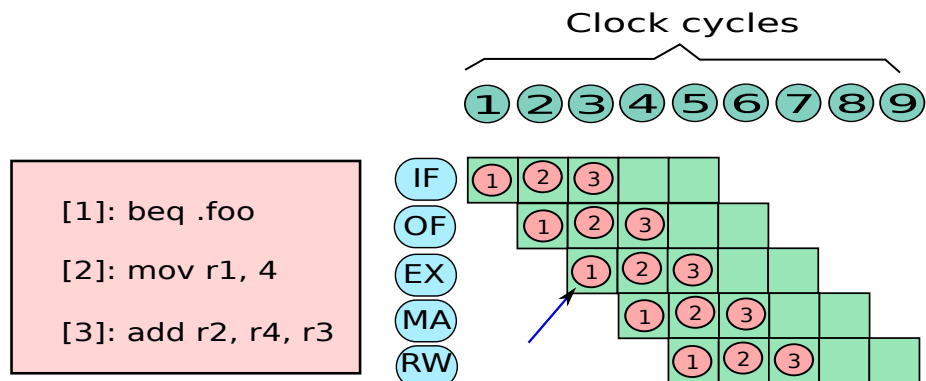 Clock cycles
1 2 3 4 5 6 7 8 9
[1]: beq .foo
[2]: mov r1, 4
[3]: add r2, r4, r3
IF 1 2 3
OF 1 2 3
EX 1 2 3
MA 1 2 3
RW 1 2 3